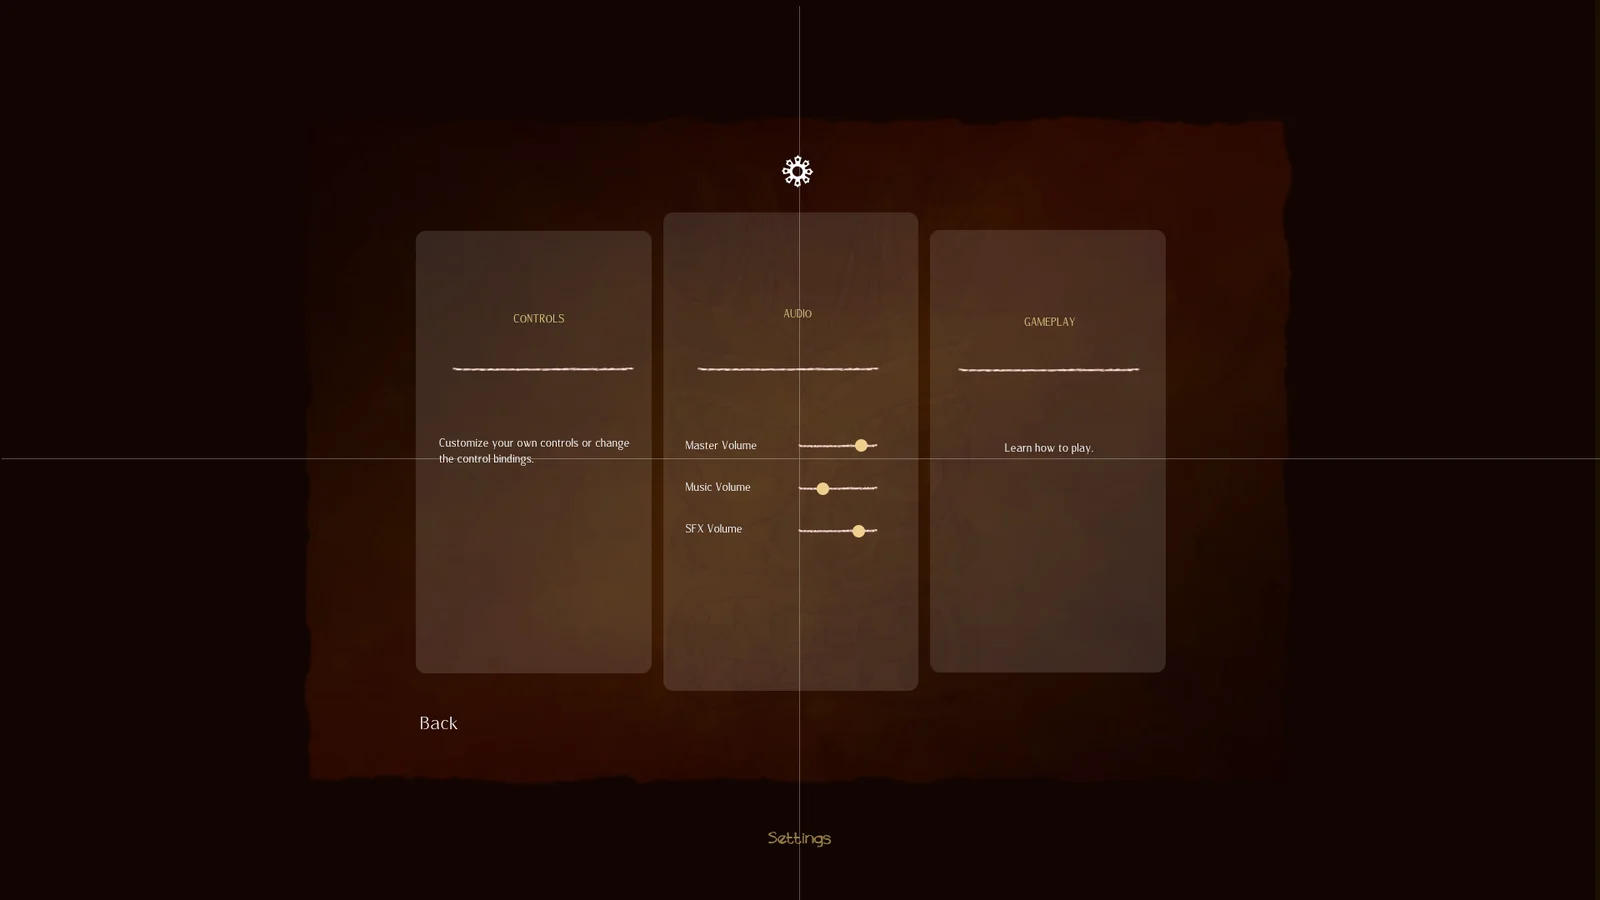 CONTROLS
Customize your own controls or change
the control bindings.
AUDIO
Master Volume
Music Volume
SFX Volume
GAMEPLAY
Learn how to play.
Back
Settings